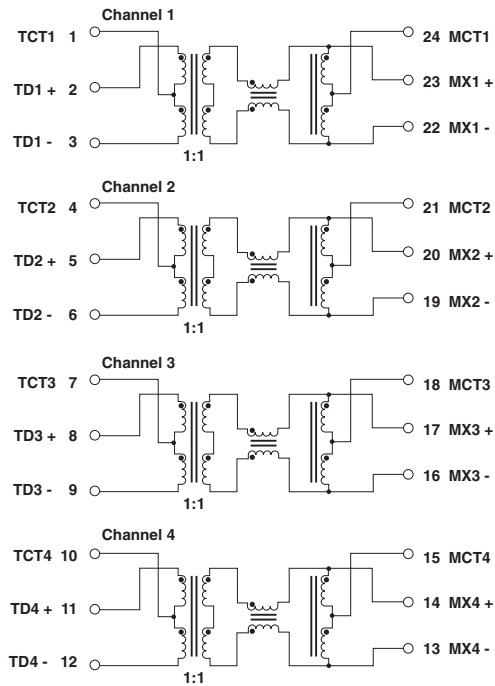 Channel 1
TCT1 1
24 MCT1
TD1 + 2
23 MX1 +
TD1 - 3
22 MX1 -
1:1
Channel 2
TCT2 4
21 MCT2
TD2 + 5
20 MX2 +
TD2 - 6
19 MX2 -
1:1
Channel 3
TCT3 7
18 MCT3
TD3 + 8
17 MX3 +
TD3 - 9
16 MX3 -
1:1
Channel 4
TCT4 10
15 MCT4
TD4 + 11
14 MX4 +
TD4 - 12
13 MX4 -
1:1